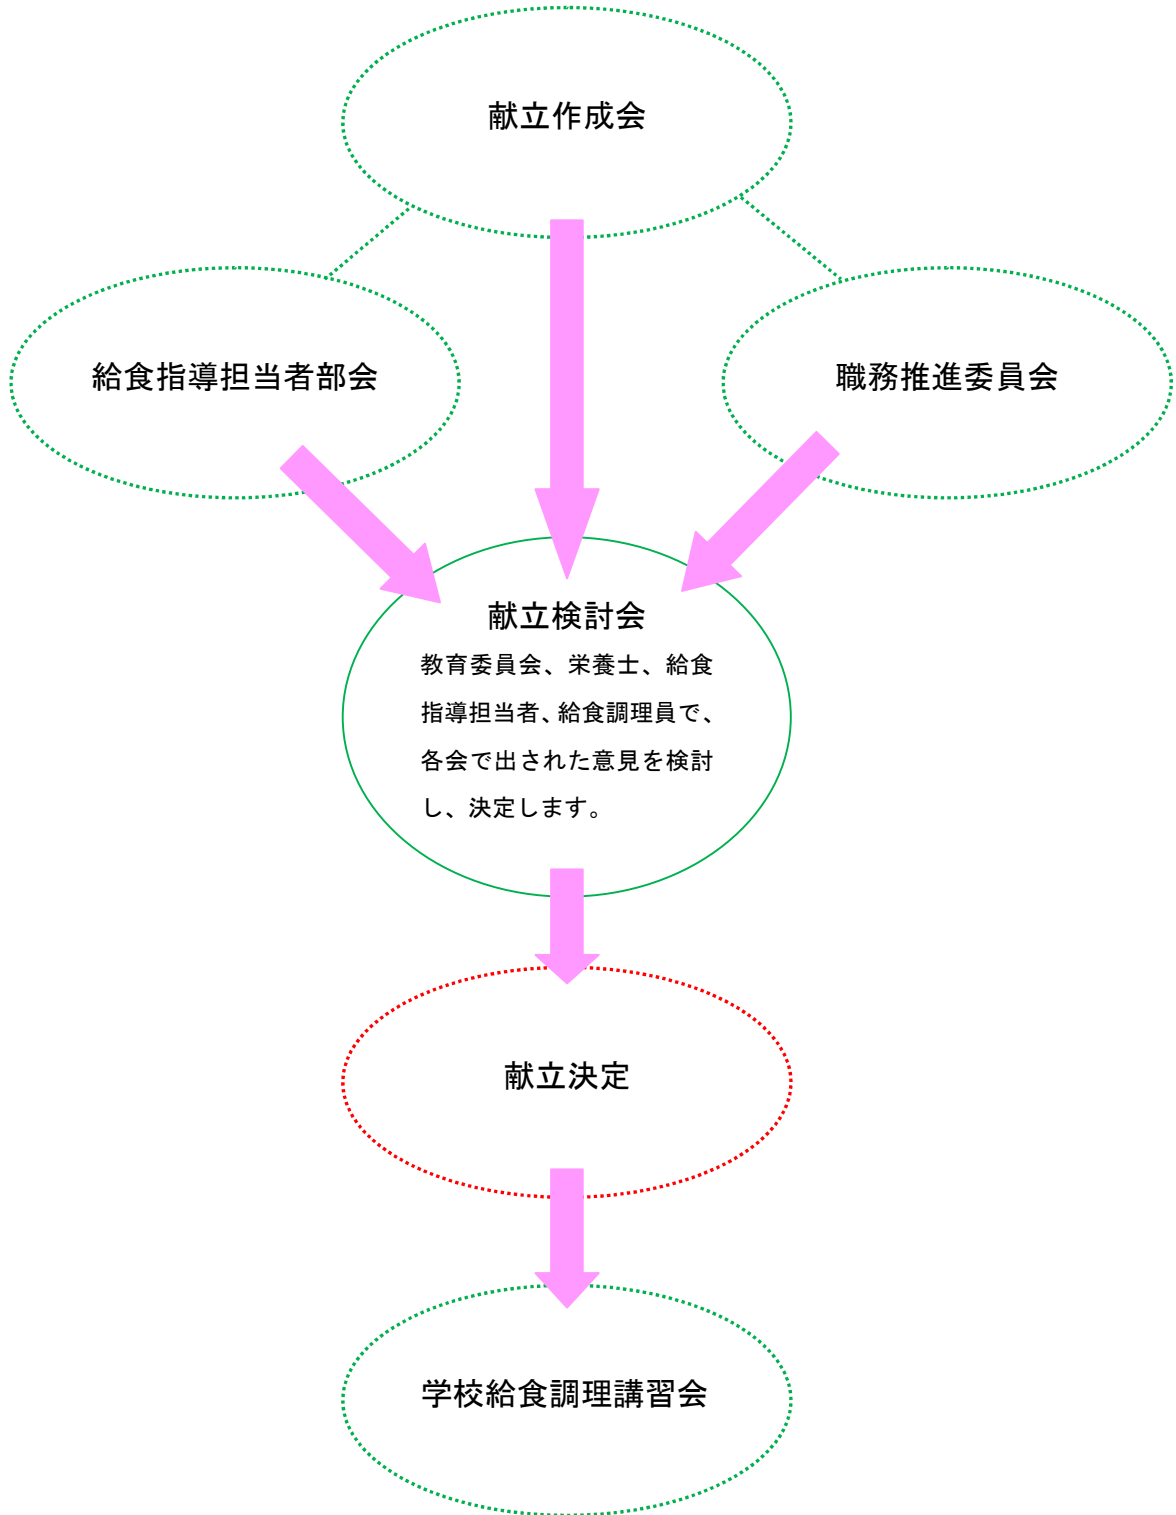 献立作成会
給食指導担当者部会
職務推進委員会
献立検討会
教育委員会、栄養士、給食
指導担当者、給食調理員で、
各会で出された意見を検討
し、決定します。
献立決定
学校給食調理講習会